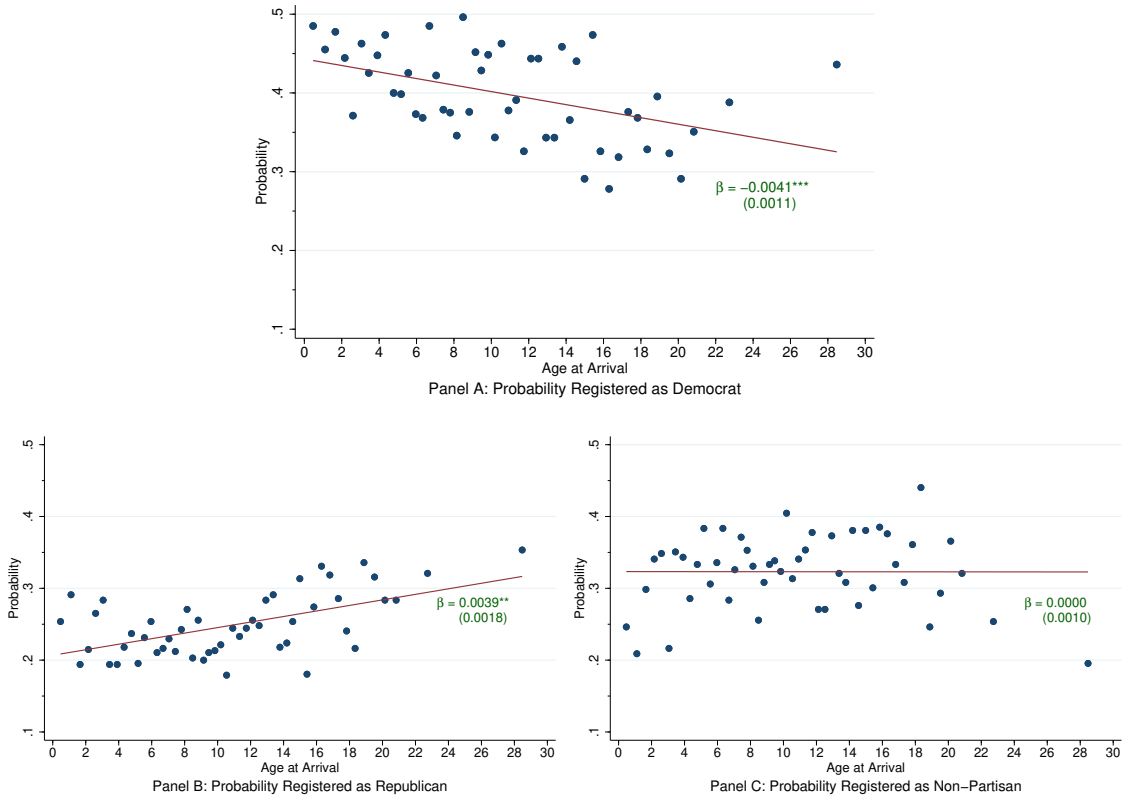 .5
.4
.3
.2
.1
Probability
β = −0.0041***
(0.0011)
0 2 4 6 8 10 12 14 16 18 20 22 24 26 28 30
Age at Arrival
Panel A: Probability Registered as Democrat
.5
.4
.3
.2
.1
Probability
β = 0.0039**
(0.0018)
0 2 4 6 8 10 12 14 16 18 20 22 24 26 28 30
Age at Arrival
Panel B: Probability Registered as Republican
.5
.4
.3
.2
.1
Probability
β = 0.0000
(0.0010)
0 2 4 6 8 10 12 14 16 18 20 22 24 26 28 30
Age at Arrival
Panel C: Probability Registered as Non−Partisan